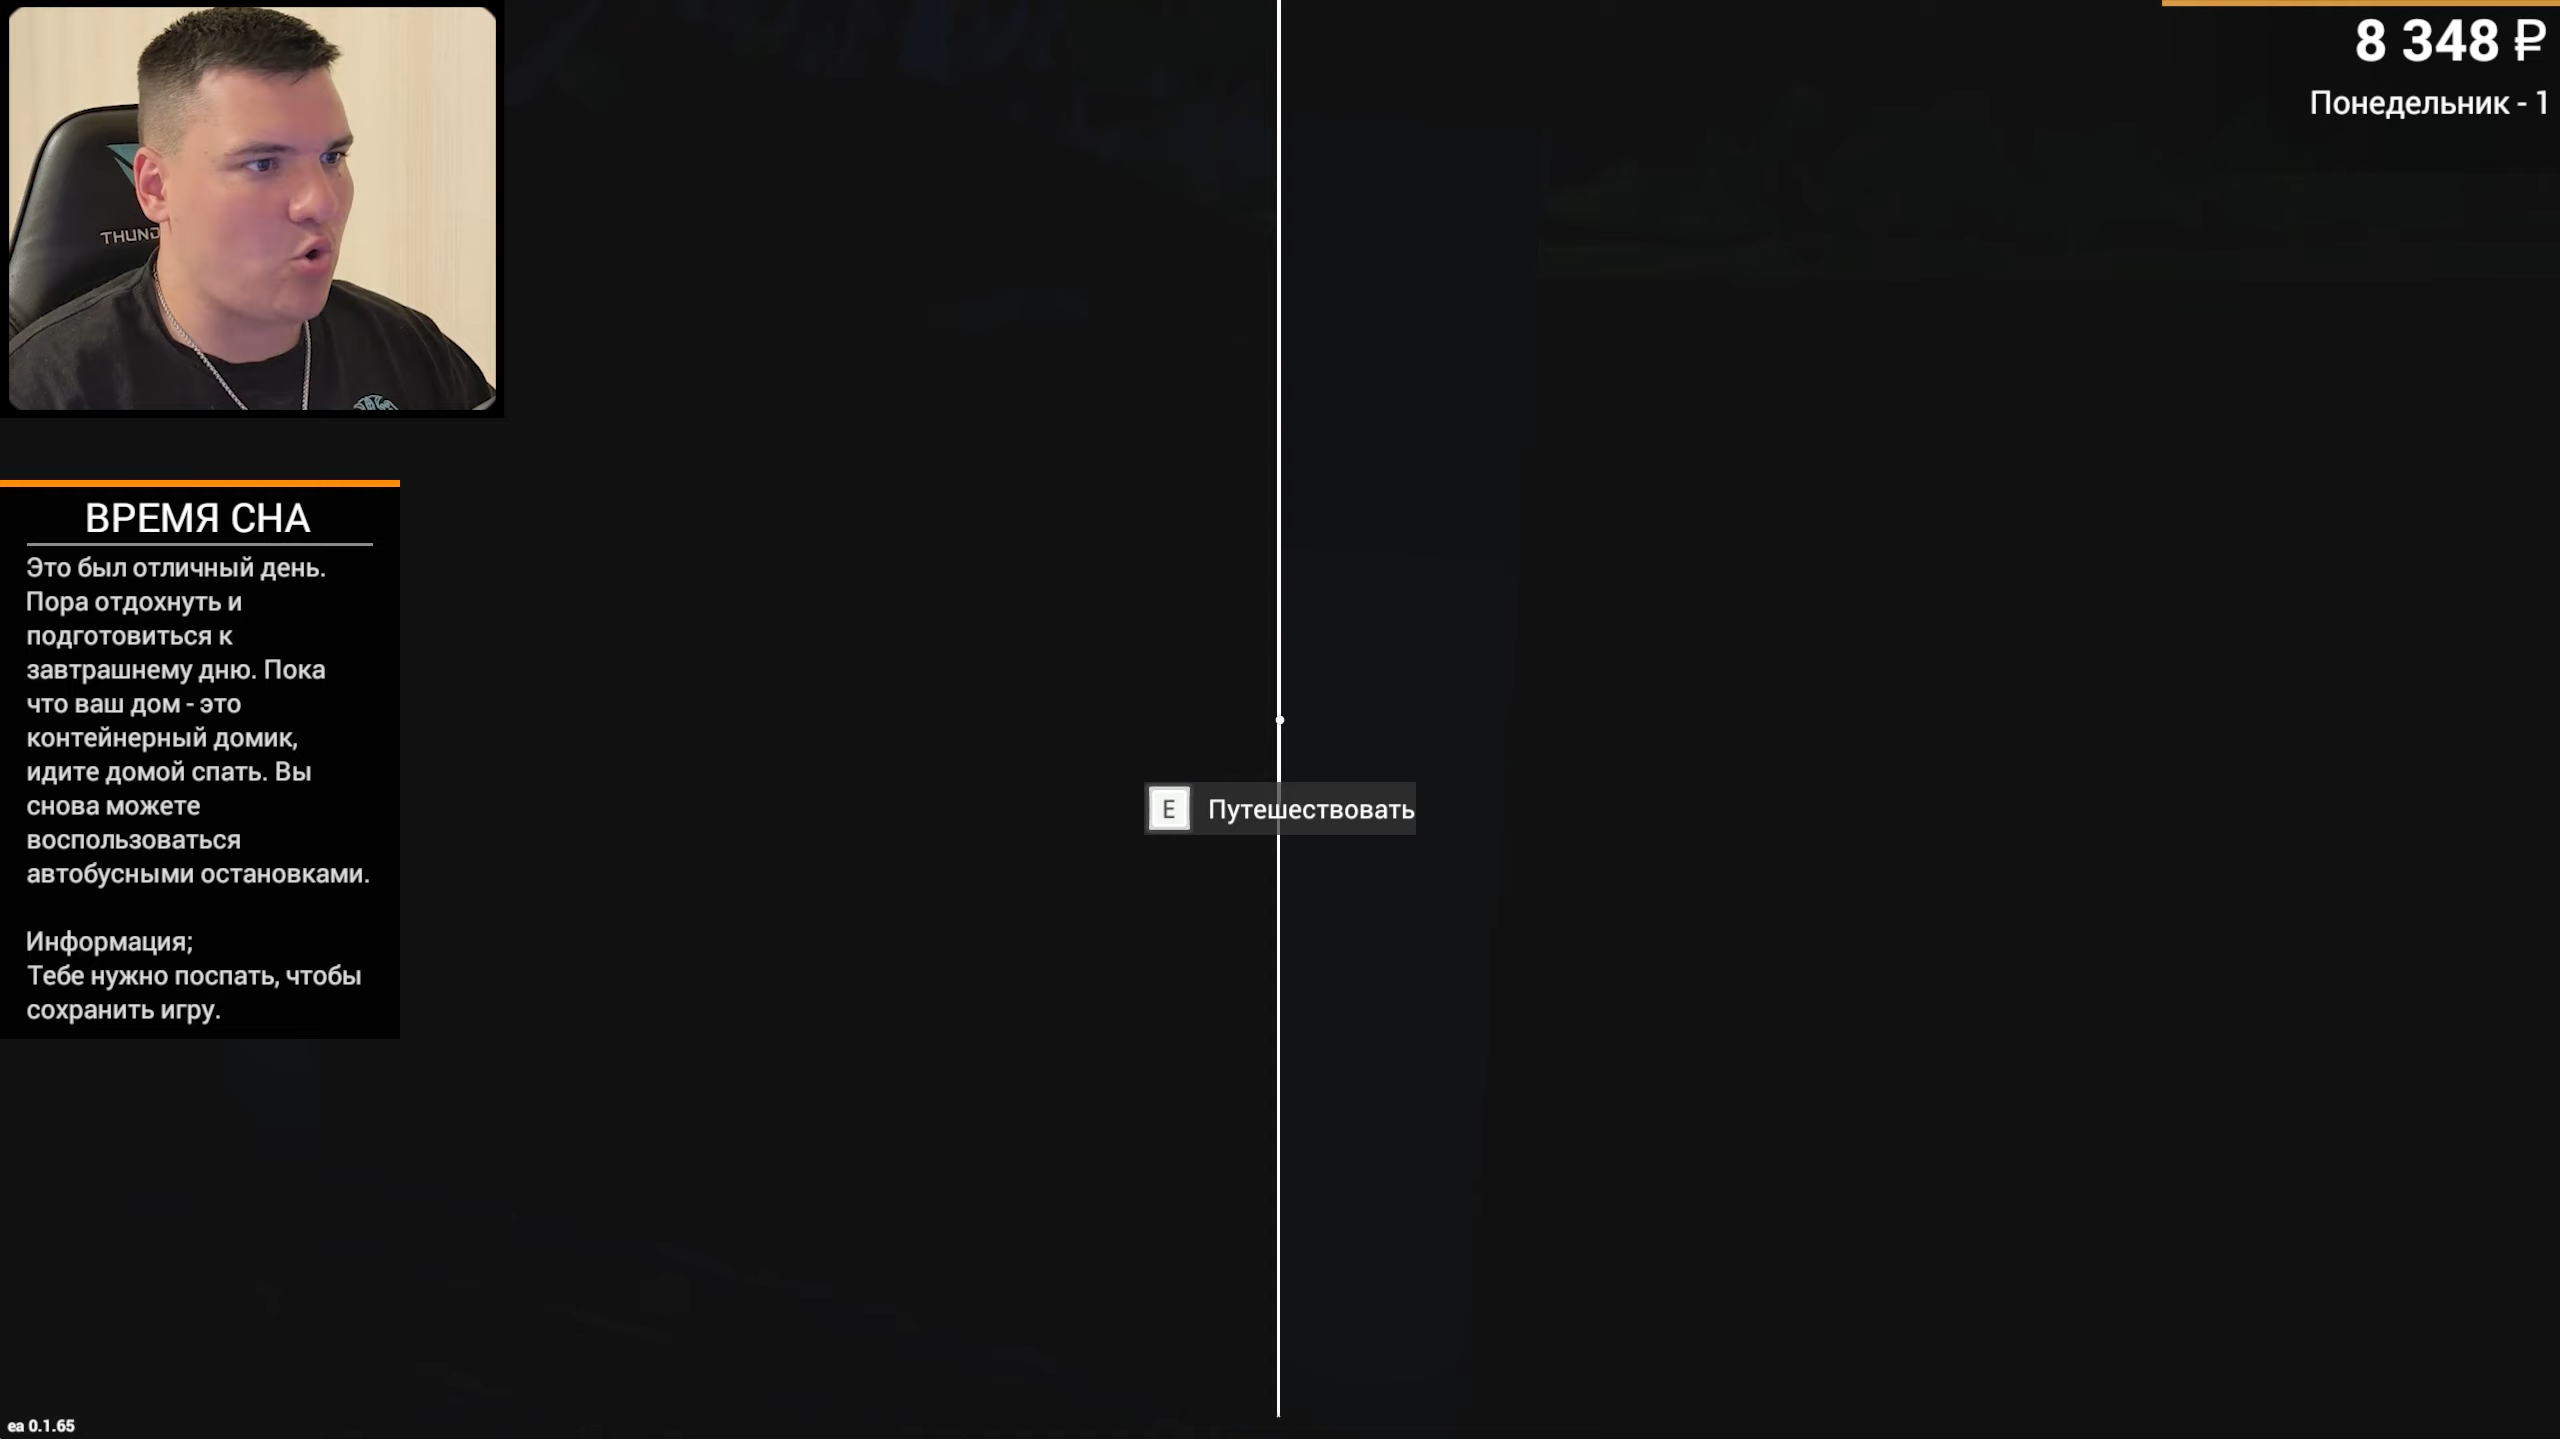 8 348 ₽
Понедельник - 1
THUND
ВРЕМЯ СНА
Это был отличный день.
Пора отдохнуть и
подготовиться к
завтрашнему дню. Пока
что ваш дом - это
контейнерный домик,
идите домой спать. Вы
снова можете
воспользоваться
автобусными остановками.
Информация;
Тебе нужно поспать, чтобы
сохранить игру.
E Путешествовать
ea 0.1.65